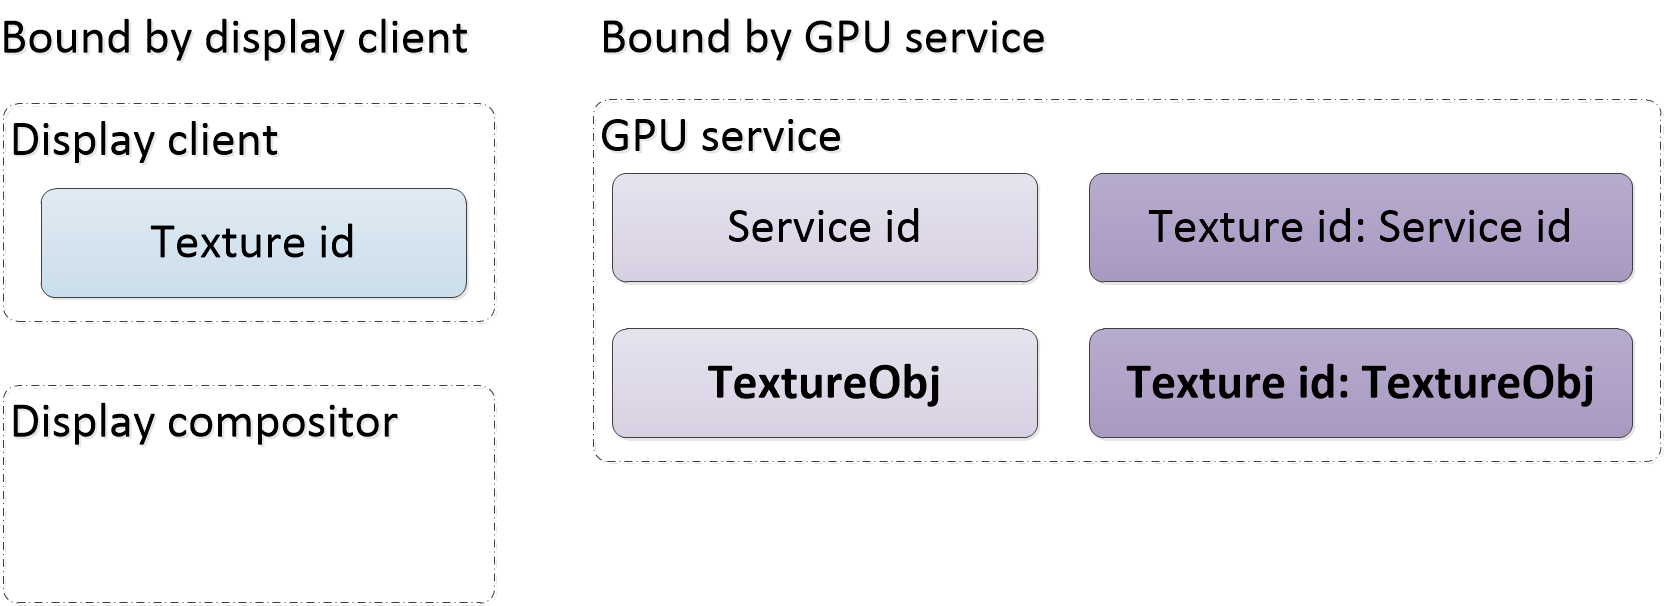 Bound by display client
Display client
Texture id
Display compositor
Bound by GPU service
GPU service
Service id
Texture id: Service id
TextureObj
Texture id: TextureObj